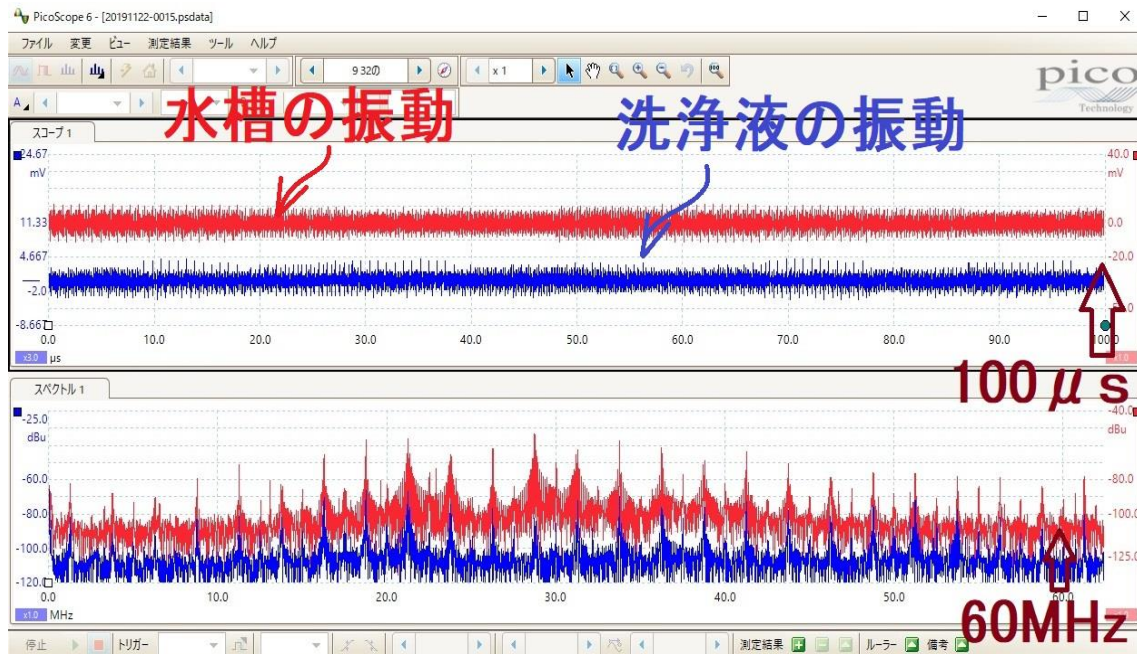 PicoScope 6 - [20191122-0015.psdata]
ファイル 変更 ビュー 測定結果 ツール ヘルプ
9 32の
x 1
pico
Technology
A
水槽の振動 洗浄液の振動
スコープ 1
24.67 40.0
mV mV
11.33 0.0
4.667 -20.0
-2.0
-8.667
0.0 10.0 20.0 30.0 40.0 50.0 60.0 70.0 80.0 90.0
x3.0 µs x1.0
100μs
スペクトル 1
-25.0 -40.0
dBu dBu
-60.0 -80.0
-80.0 -100.0
-100.0 -125.0
-120.0
0.0 10.0 20.0 30.0 40.0 50.0 60.0
x1.0 MHz
60MHz
停止 トリガー 測定結果 ルーラー 備考